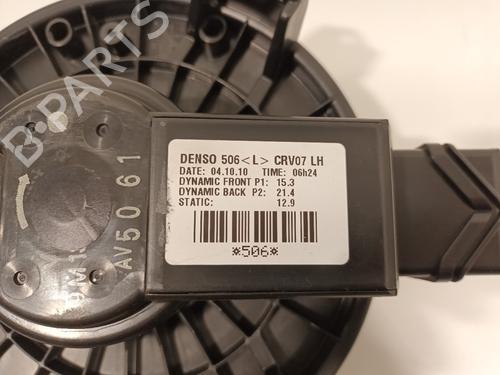 B-PARTS
DENSO 506<L> CRV07 LH
DATE: 04.10.10 TIME: 06h24
DYNAMIC FRONT P1: 15.3
DYNAMIC BACK P2: 21.4
STATIC: 12.9
*506*
AV50 61